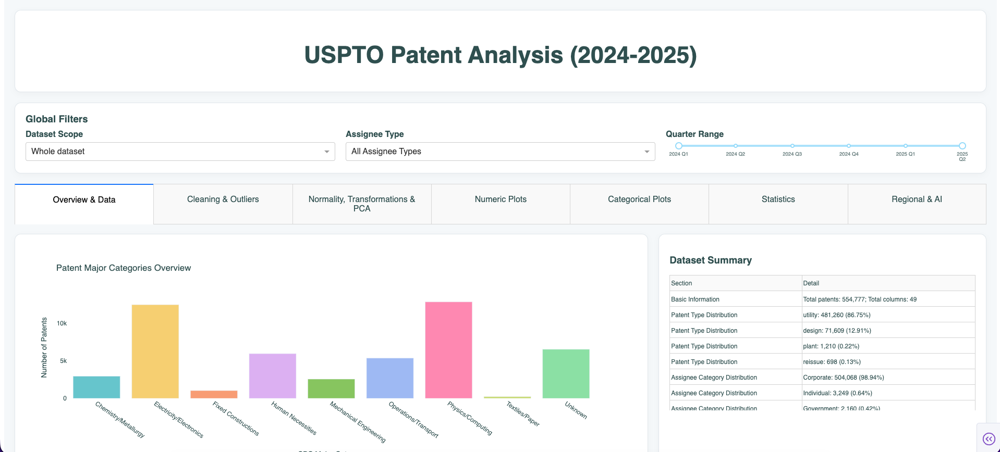 USPTO Patent Analysis (2024-2025)
Global Filters
Dataset Scope
Assignee Type
Quarter Range
Whole dataset
All Assignee Types
2024 Q1
2024 Q2
2024 Q3
2024 Q4
2025 Q1
2025
Q2
Overview & Data
Cleaning & Outliers
Normality, Transformations &
PCA
Numeric Plots
Categorical Plots
Statistics
Regional & AI
Patent Major Categories Overview
Number of Patents
10k
5k
0
Chemistry/Metallurgy
Electricity/Electronics
Fixed Constructions
Human Necessities
Mechanical Engineering
Operations/Transport
Physics/Computing
Textiles/Paper
Unknown
Dataset Summary
Section Detail
Basic Information Total patents: 554,777; Total columns: 49
Patent Type Distribution utility: 481,260 (86.75%)
Patent Type Distribution design: 71,609 (12.91%)
Patent Type Distribution plant: 1,210 (0.22%)
Patent Type Distribution reissue: 698 (0.13%)
Assignee Category Distribution Corporate: 504,068 (98.94%)
Assignee Category Distribution Individual: 3,249 (0.64%)
Assignee Category Distribution Government: 2,160 (0.42%)